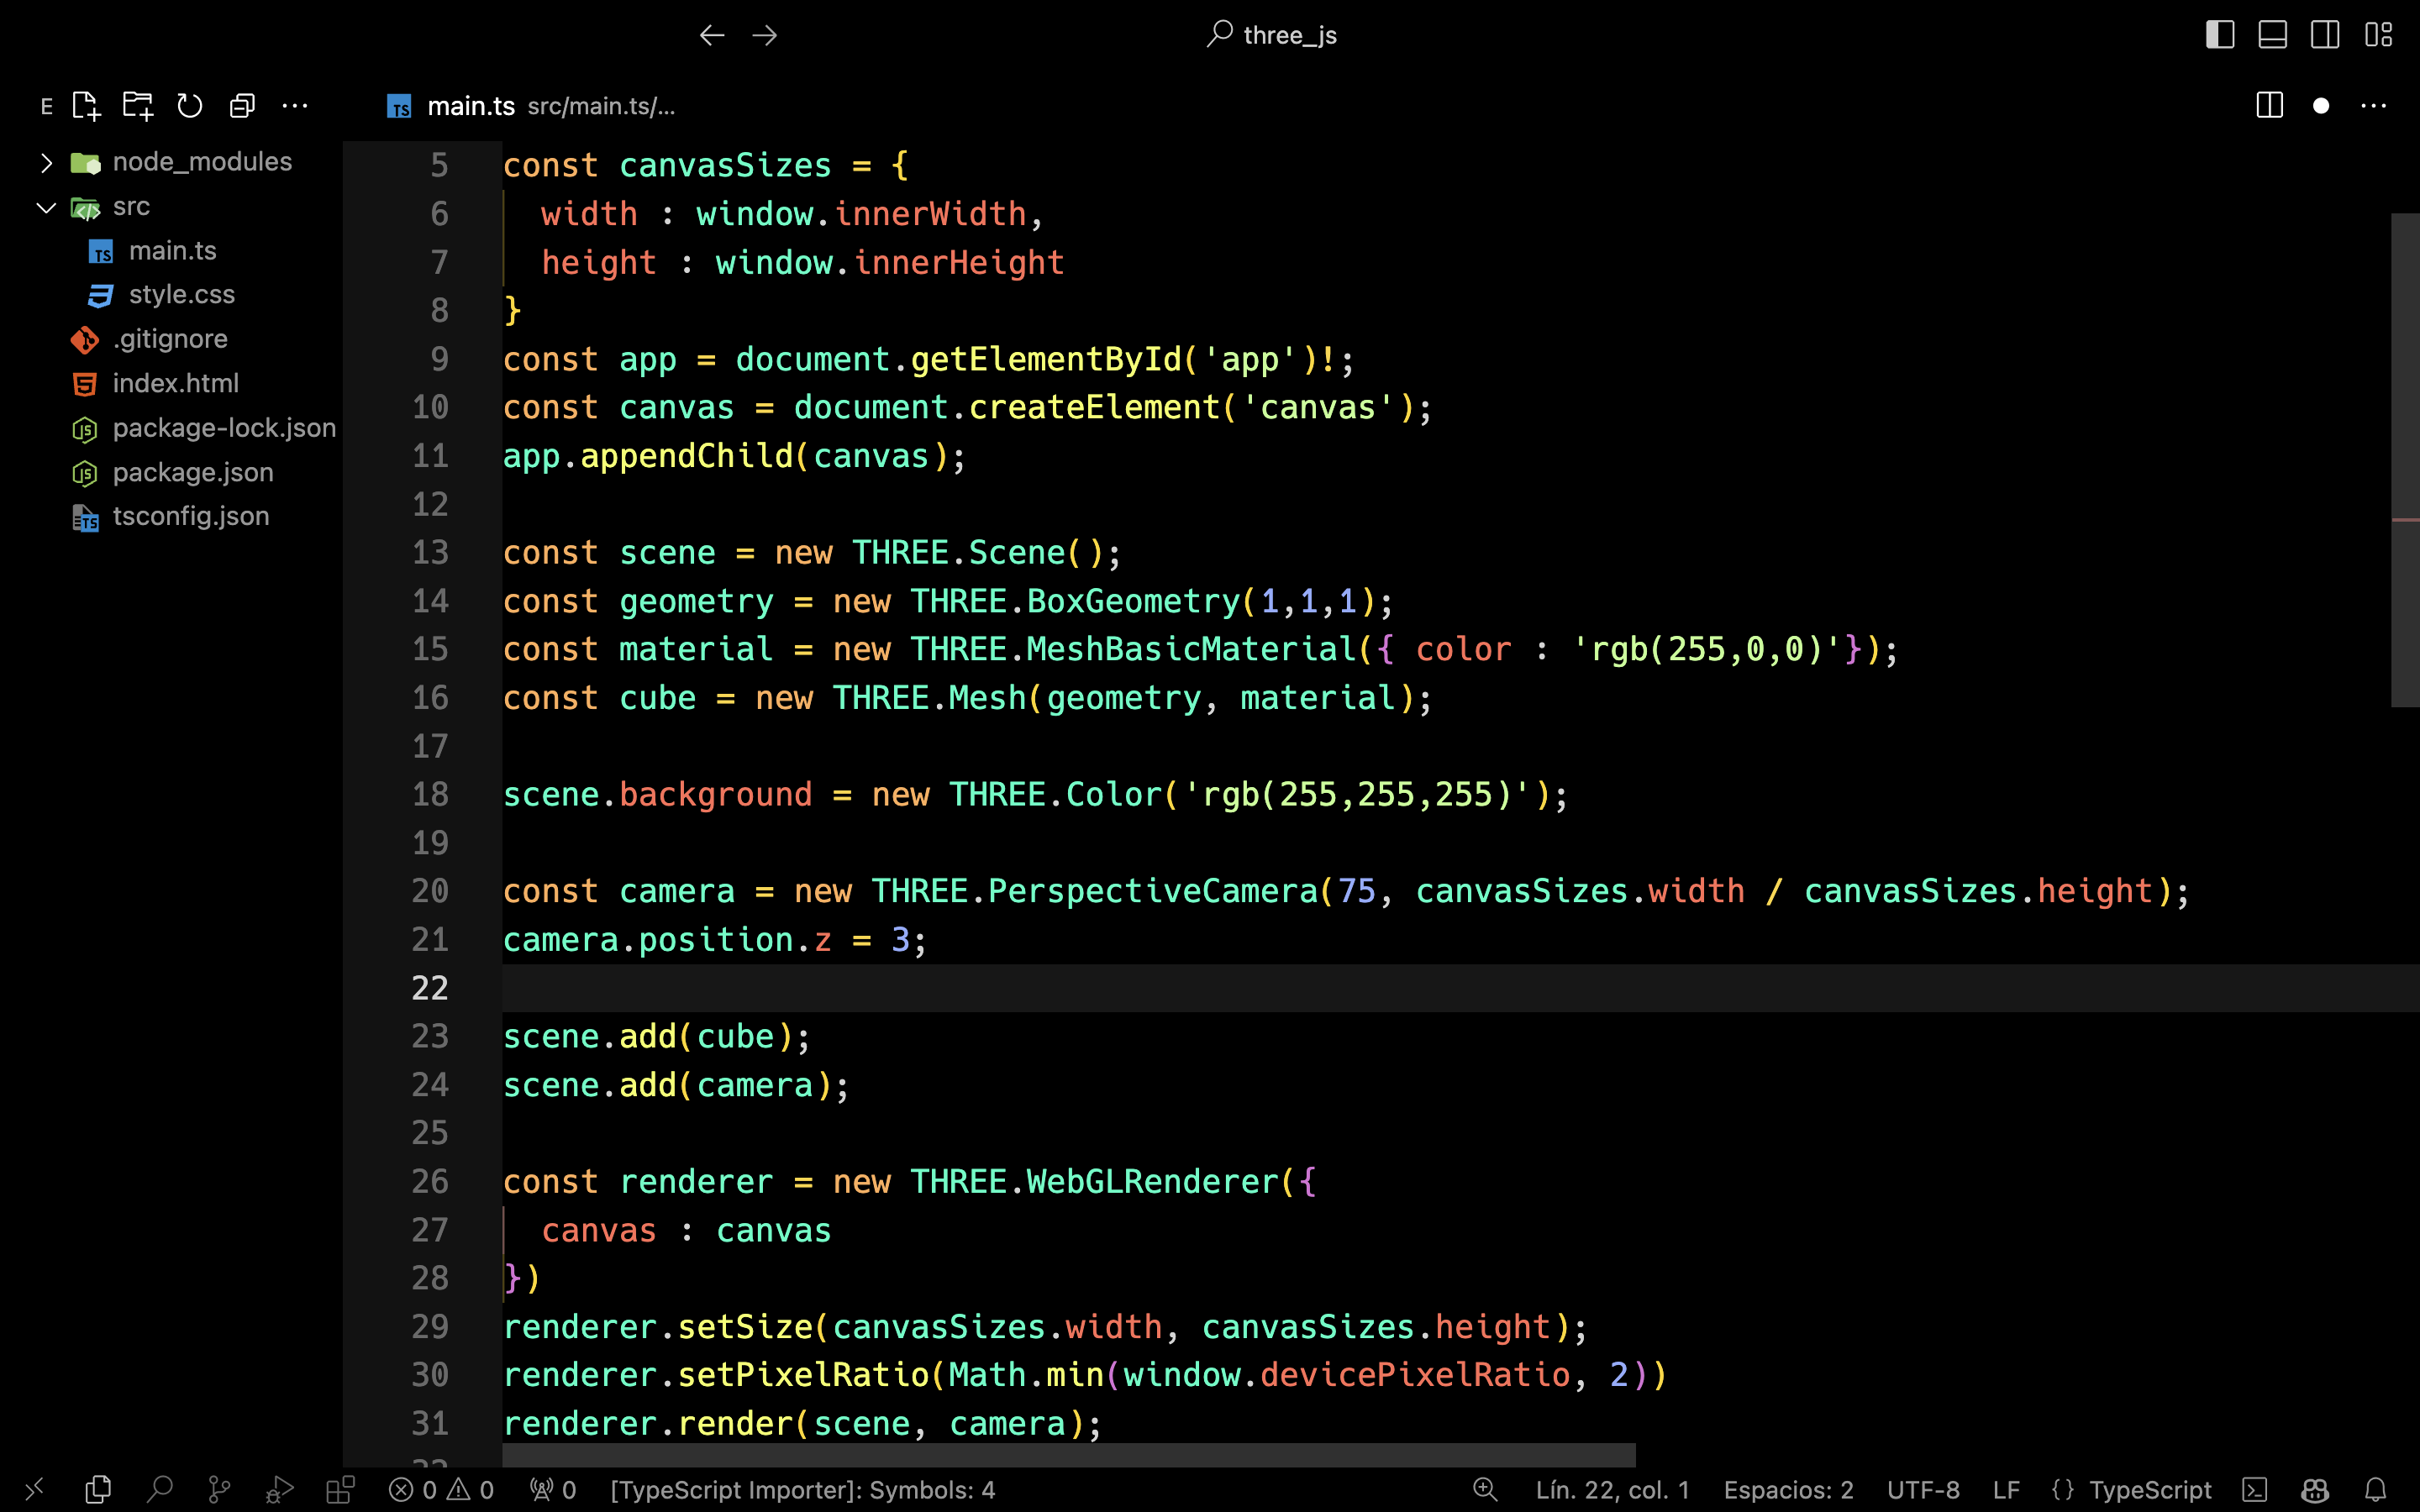 three_js
E
main.ts src/main.ts/...
node_modules
src
main.ts
style.css
.gitignore
index.html
package-lock.json
package.json
tsconfig.json
5 const canvasSizes = {
6 width : window.innerWidth,
7 height : window.innerHeight
8 }
9 const app = document.getElementById('app')!;
10 const canvas = document.createElement('canvas');
11 app.appendChild(canvas);
12
13 const scene = new THREE.Scene();
14 const geometry = new THREE.BoxGeometry(1,1,1);
15 const material = new THREE.MeshBasicMaterial({ color : 'rgb(255,0,0)'});
16 const cube = new THREE.Mesh(geometry, material);
17
18 scene.background = new THREE.Color('rgb(255,255,255)');
19
20 const camera = new THREE.PerspectiveCamera(75, canvasSizes.width / canvasSizes.height);
21 camera.position.z = 3;
22
23 scene.add(cube);
24 scene.add(camera);
25
26 const renderer = new THREE.WebGLRenderer({
27 canvas : canvas
28 })
29 renderer.setSize(canvasSizes.width, canvasSizes.height);
30 renderer.setPixelRatio(Math.min(window.devicePixelRatio, 2))
31 renderer.render(scene, camera);
0 0 0 [TypeScript Importer]: Symbols: 4 Lín. 22, col. 1 Espacios: 2 UTF-8 LF {} TypeScript